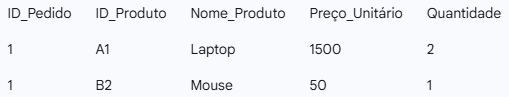 ID_Pedido ID_Produto Nome_Produto Preço_Unitário Quantidade
1 A1 Laptop 1500 2
1 B2 Mouse 50 1